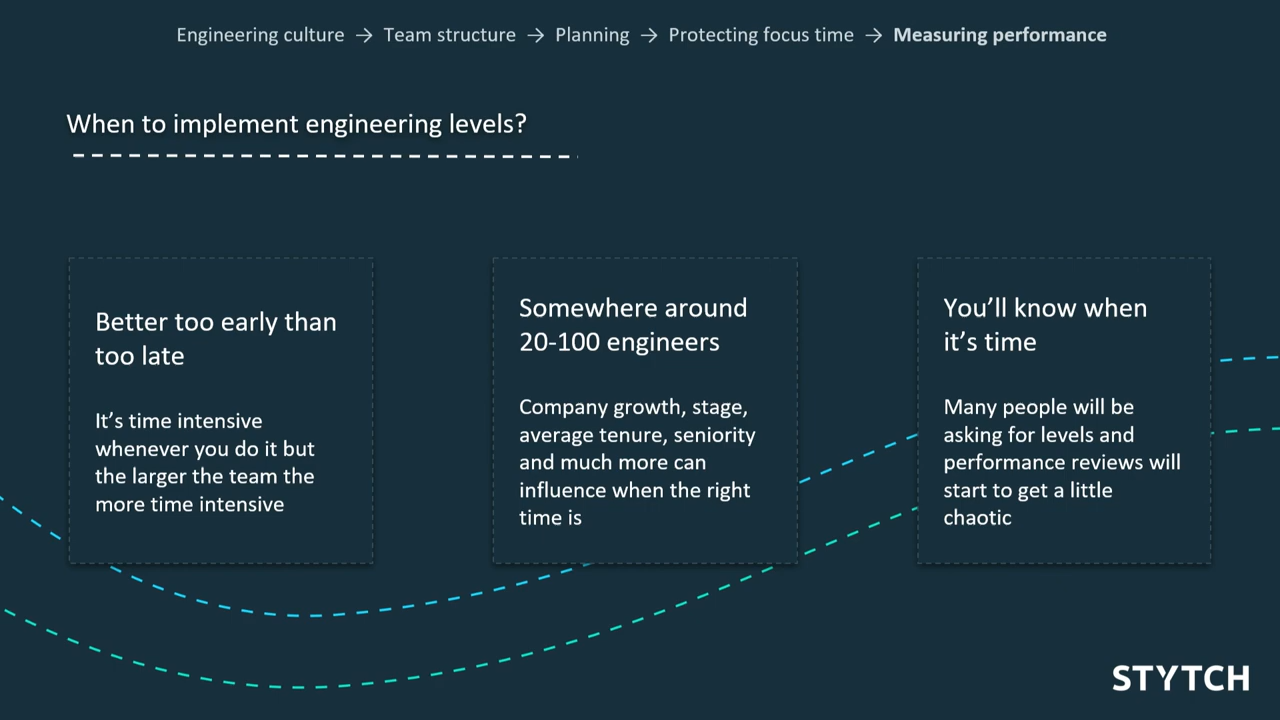 Engineering culture → Team structure → Planning → Protecting focus time → Measuring performance
When to implement engineering levels?
Better too early than
too late
It’s time intensive
whenever you do it but
the larger the team the
more time intensive
Somewhere around
20-100 engineers
Company growth, stage,
average tenure, seniority
and much more can
influence when the right
time is
You’ll know when
it’s time
Many people will be
asking for levels and
performance reviews will
start to get a little
chaotic
STYTCH